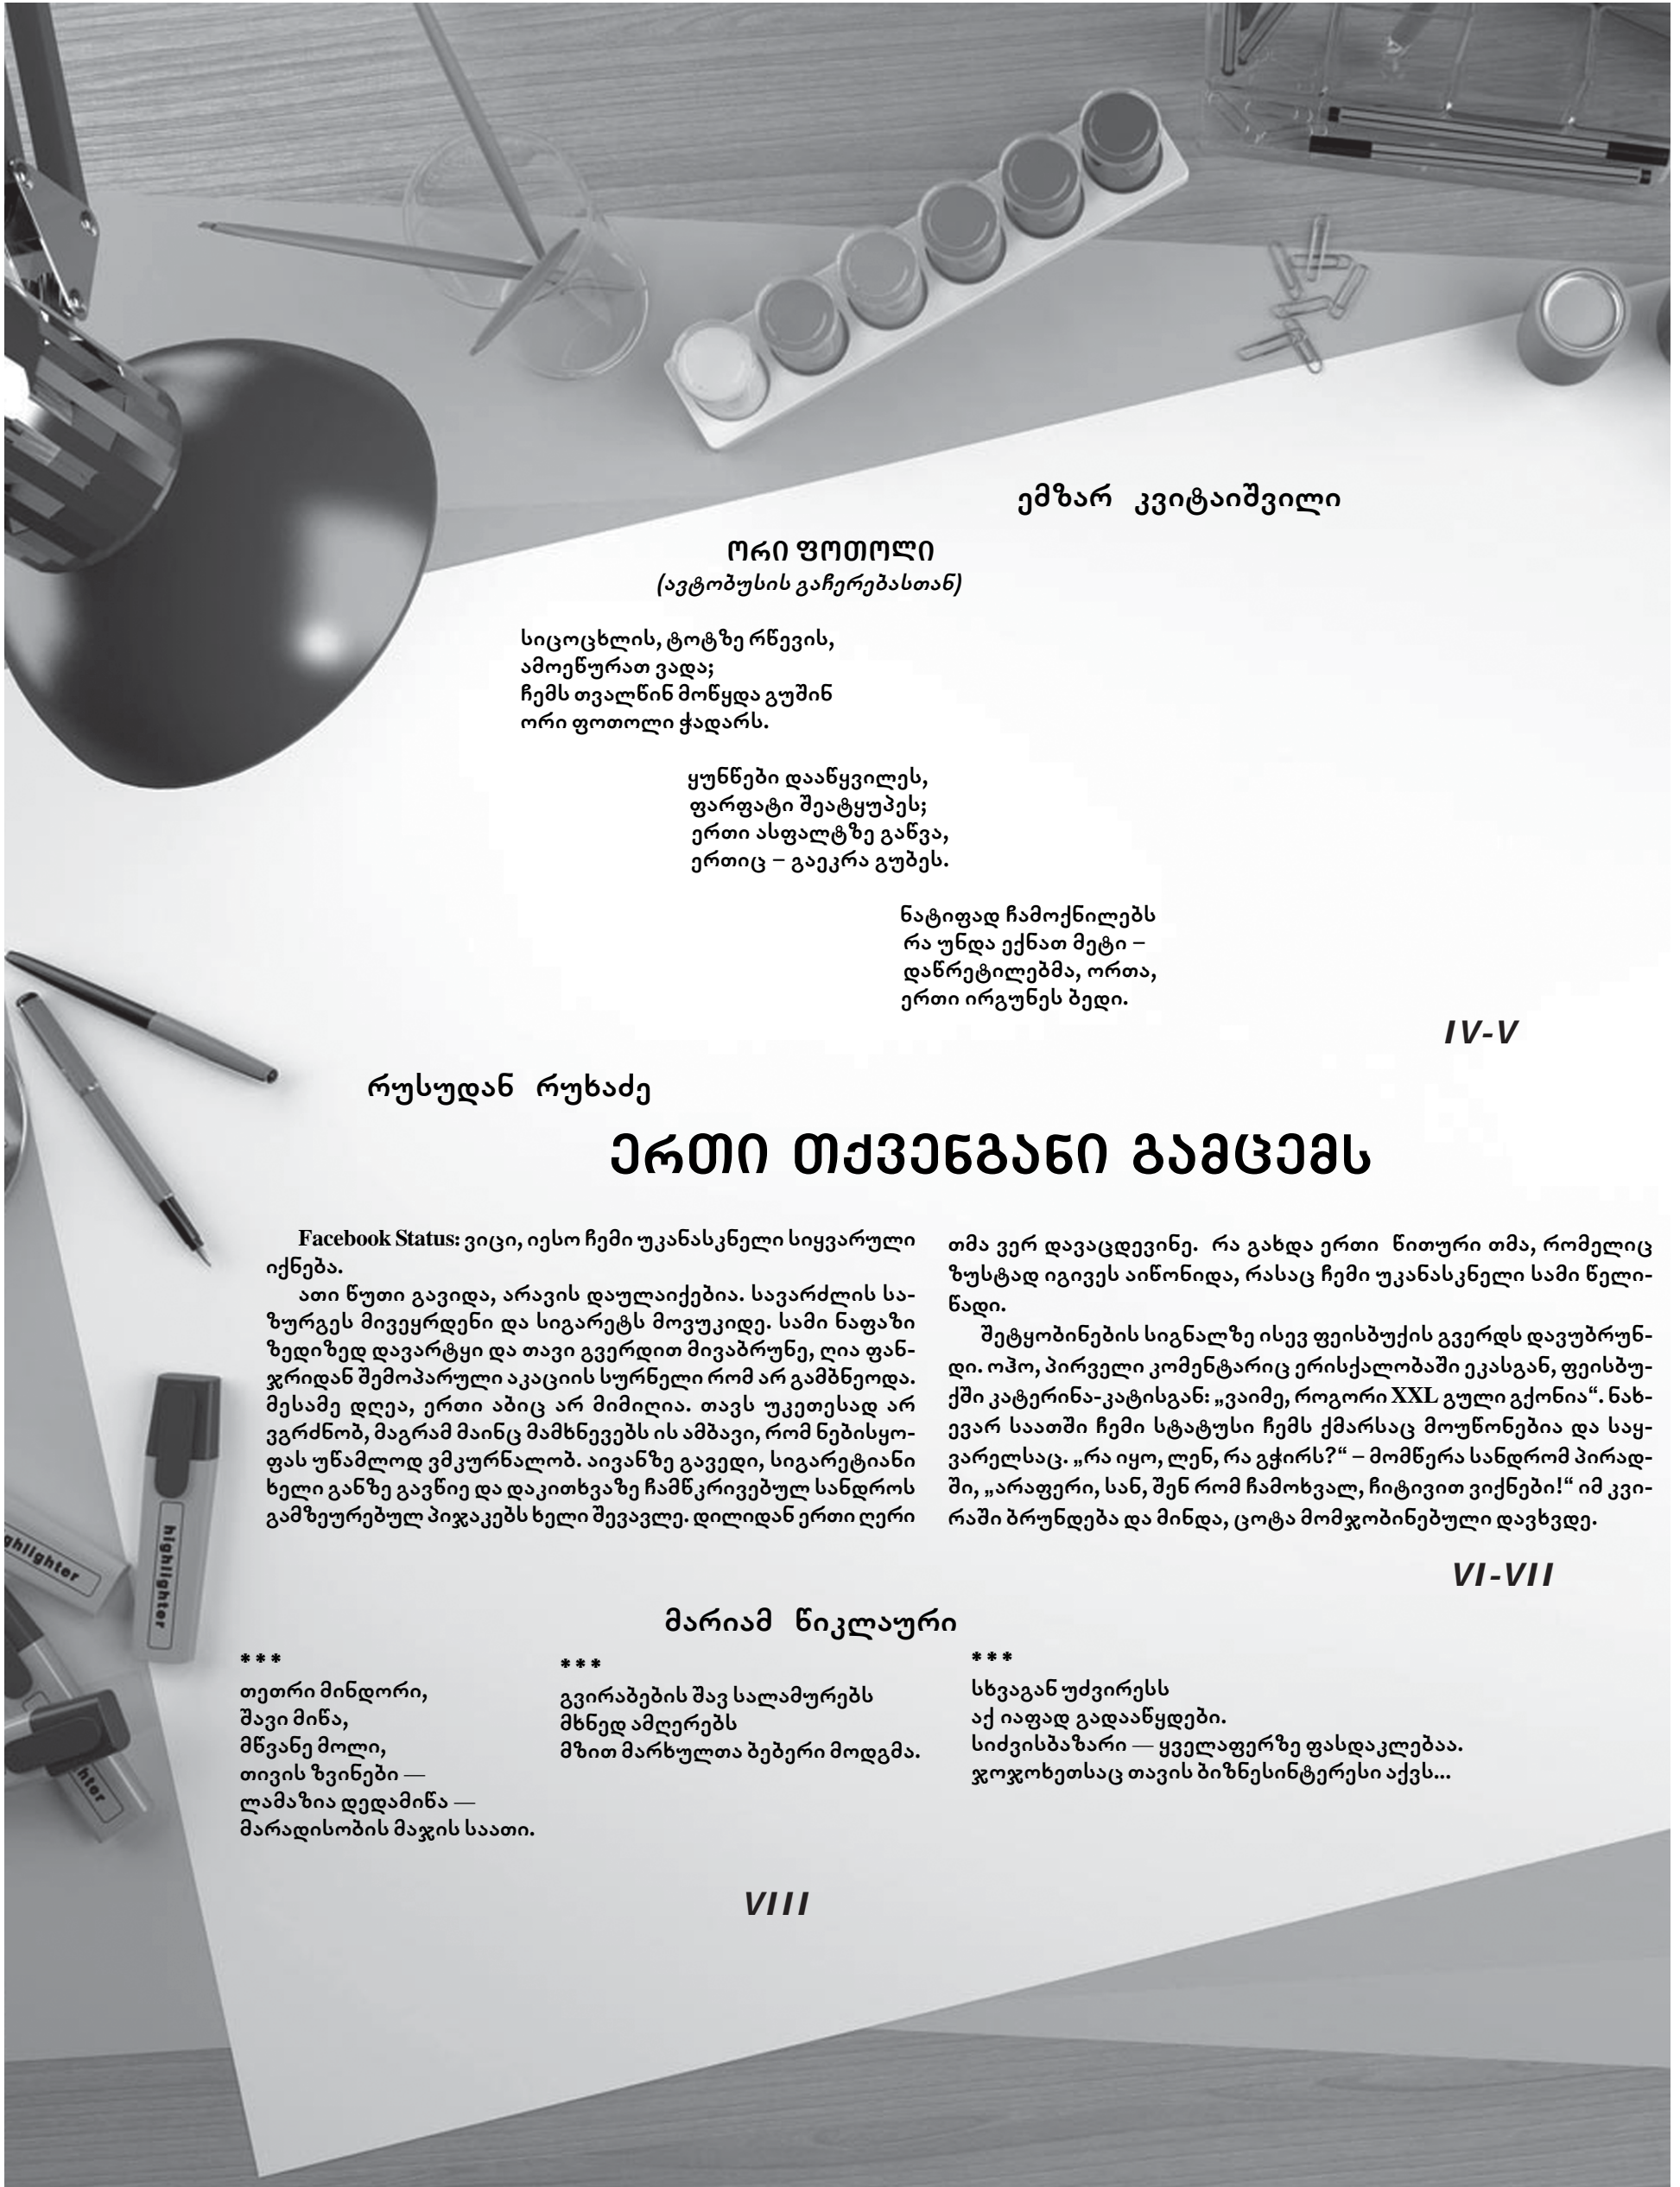 ემზარ კვიტაიშვილი
ორი ფოთოლი
(ავტობუსის გაჩერებასთან)
სიცოცხლის, ტოტზე რწევის,
ამოეწურათ ვადა;
ჩემს თვალწინ მოწყდა გუშინ
ორი ფოთოლი ჭადარს.
ყუნწები დააწყვილეს,
ფარფატი შეატყუპეს;
ერთი ასფალტზე გაწვა,
ერთიც – გაეკრა გუბეს.
ნატიფად ჩამოქნილებს
რა უნდა ექნათ მეტი –
დაწრეტილებმა, ორთა,
ერთი ირგუნეს ბედი.
IV-V
რუსუდან რუხაძე
ერთი თქვენგანი გამცემს
Facebook Status: ვიცი, იესო ჩემი უკანასკნელი სიყვარული
იქნება.
ათი წუთი გავიდა, არავის დაულაიქებია. სავარძლის სა-
ზურგეს მივეყრდენი და სიგარეტს მოვუკიდე. სამი ნაფაზი
ზედიზედ დავარტყი და თავი გვერდით მივაბრუნე, ღია ფან-
ჯრიდან შემოპარული აკაციის სურნელი რომ არ გამბნეოდა.
მესამე დღეა, ერთი აბიც არ მიმიღია. თავს უკეთესად არ
ვგრძნობ, მაგრამ მაინც მამხნევებს ის ამბავი, რომ ნებისყო-
ფას უწამლოდ ვმკურნალობ. აივანზე გავედი, სიგარეტიანი
ხელი განზე გავწიე და დაკითხვაზე ჩამწკრივებულ სანდროს
გამზეურებულ პიჯაკებს ხელი შევავლე. დილიდან ერთი ღერი
თმა ვერ დავაცდევინე. რა გახდა ერთი წითური თმა, რომელიც
ზუსტად იგივეს აიწონიდა, რასაც ჩემი უკანასკნელი სამი წელი-
წადი.
შეტყობინების სიგნალზე ისევ ფეისბუქის გვერდს დავუბრუნ-
დი. ოჰო, პირველი კომენტარიც ერისქალობაში ეკასგან, ფეისბუ-
ქში კატერინა-კატისგან: „ვაიმე, როგორი XXL გული გქონია“. ნახ-
ევარ საათში ჩემი სტატუსი ჩემს ქმარსაც მოუწონებია და საყ-
ვარელსაც. „რა იყო, ლენ, რა გჭირს?“ – მომწერა სანდრომ პირად-
ში, „არაფერი, სან, შენ რომ ჩამოხვალ, ჩიტივით ვიქნები!“ იმ კვი-
რაში ბრუნდება და მინდა, ცოტა მომჯობინებული დავხვდე.
VI-VII
მარიამ წიკლაური
***
თეთრი მინდორი,
შავი მიწა,
მწვანე მოლი,
თივის ზვინები —
ლამაზია დედამიწა —
მარადისობის მაჯის საათი.
***
გვირაბების შავ სალამურებს
მხნედ ამღერებს
მზით მარხულთა ბებერი მოდგმა.
***
სხვაგან უძვირესს
აქ იაფად გადააწყდები.
სიძვისბაზარი — ყველაფერზე ფასდაკლებაა.
ჯოჯოხეთსაც თავის ბიზნესინტერესი აქვს...
VIII
highlighter
ghlighter
hter